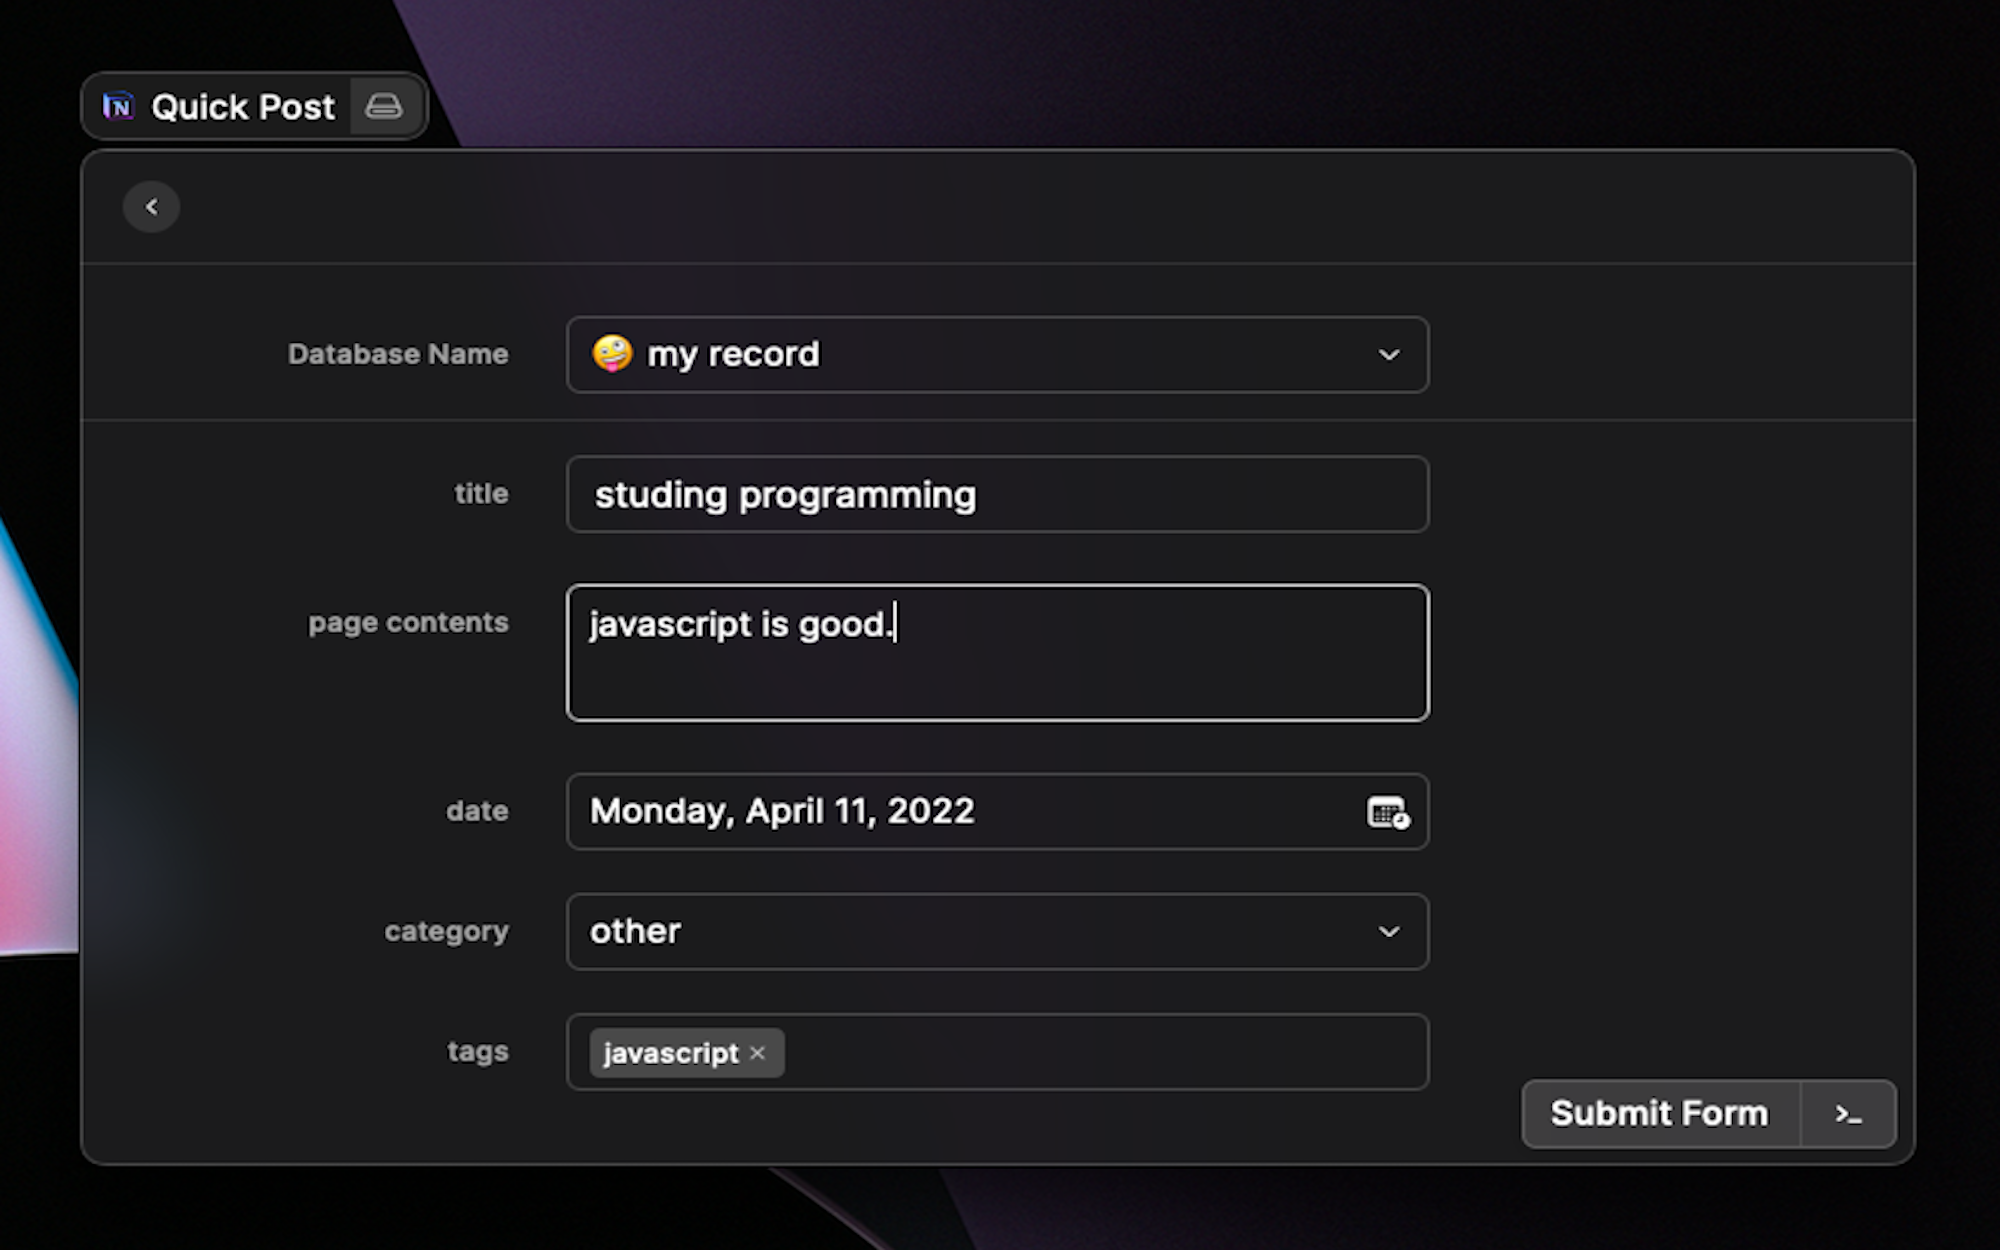 Quick Post
Database Name
🤪 my record
title
studing programming
page contents
javascript is good.
date
Monday, April 11, 2022
category
other
tags
javascript ×
Submit Form >_